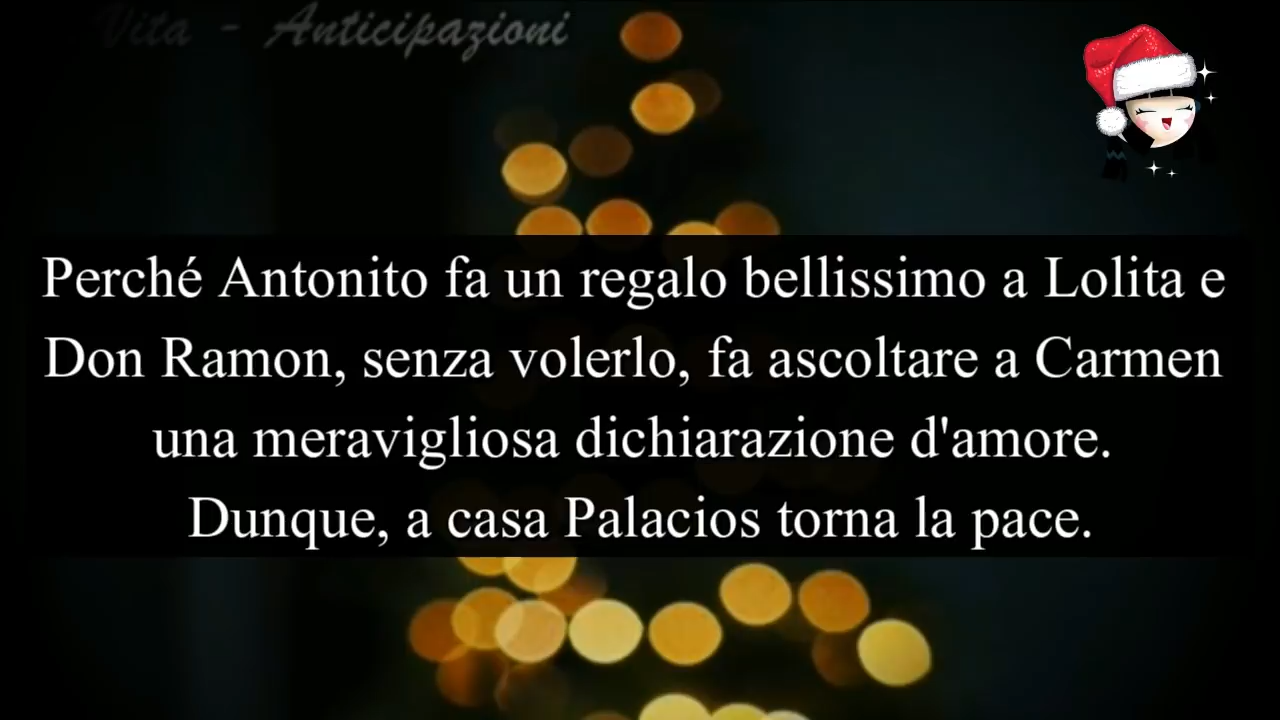 Vita - Anticipazioni
Perché Antonito fa un regalo bellissimo a Lolita e
Don Ramon, senza volerlo, fa ascoltare a Carmen
una meravigliosa dichiarazione d'amore.
Dunque, a casa Palacios torna la pace.